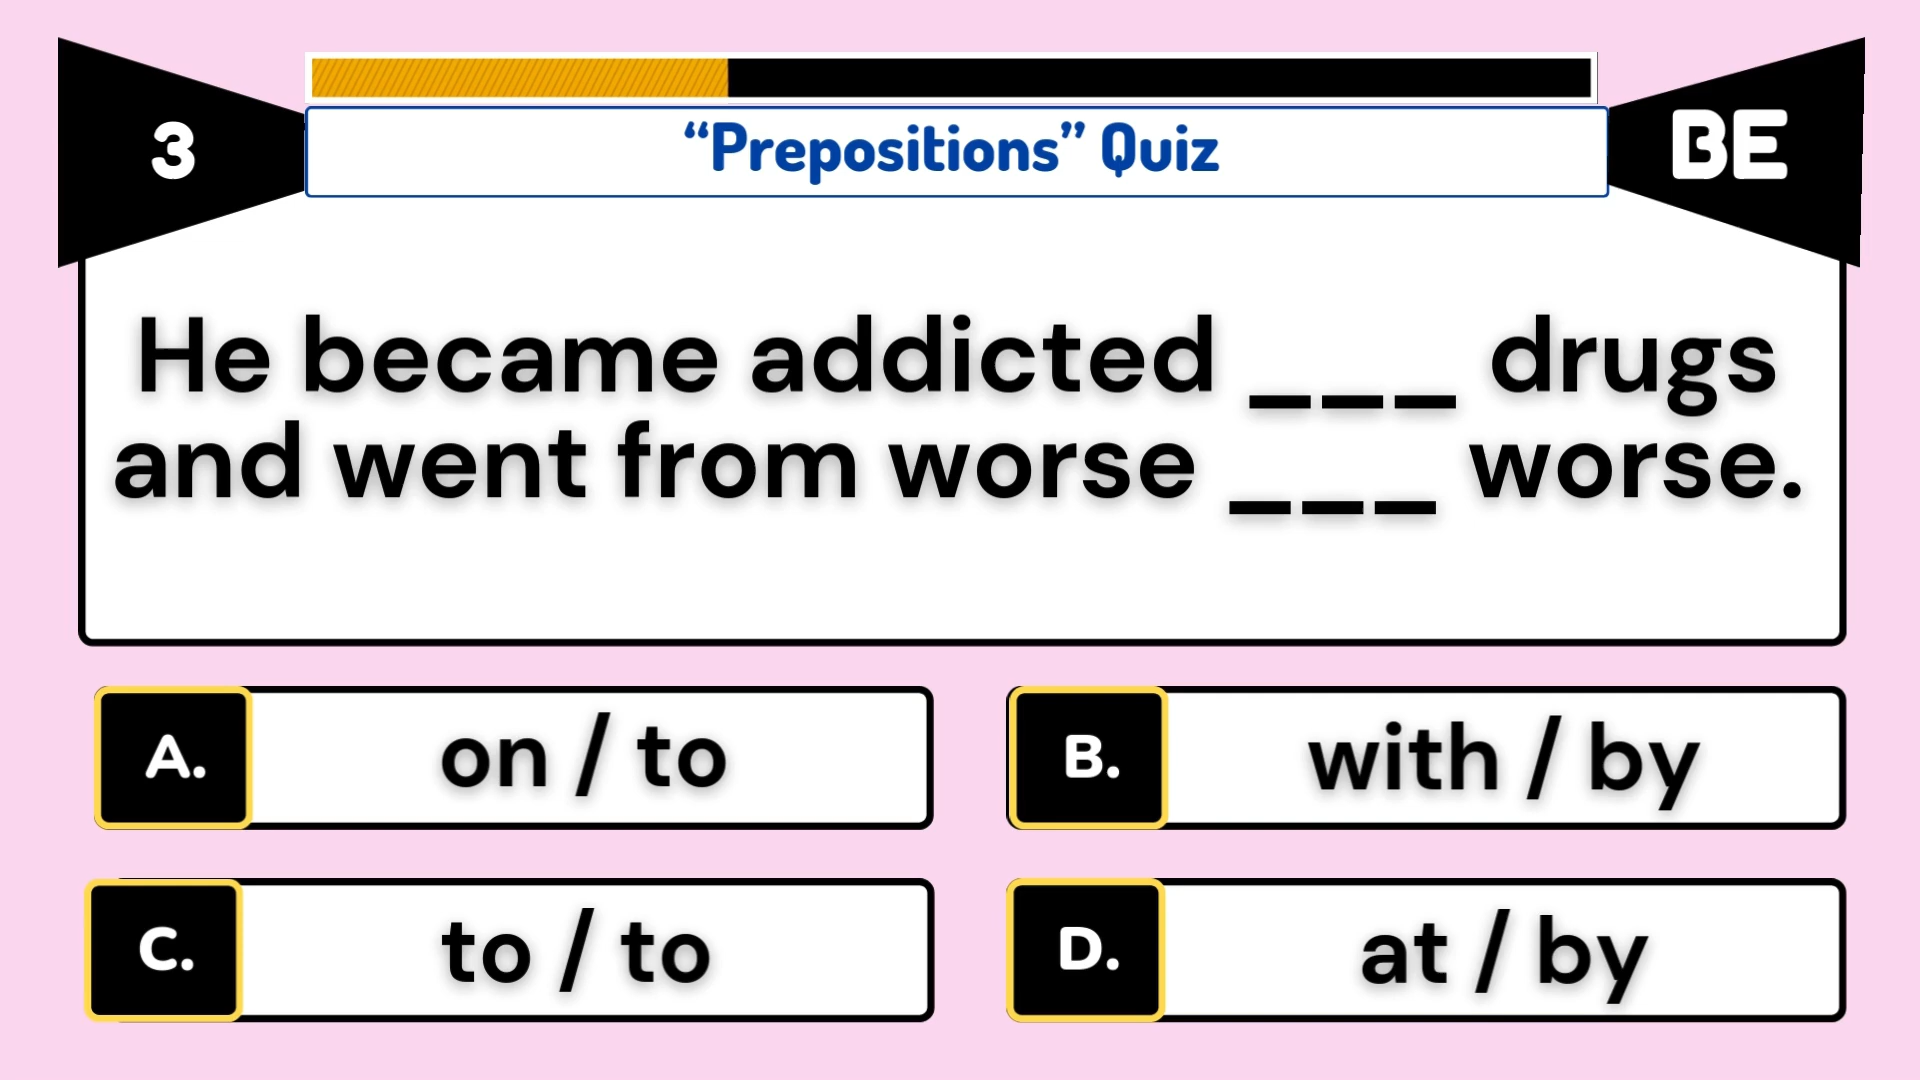 3
“Prepositions” Quiz
BE
He became addicted ___ drugs
and went from worse ___ worse.
A.
on / to
B.
with / by
C.
to / to
D.
at / by